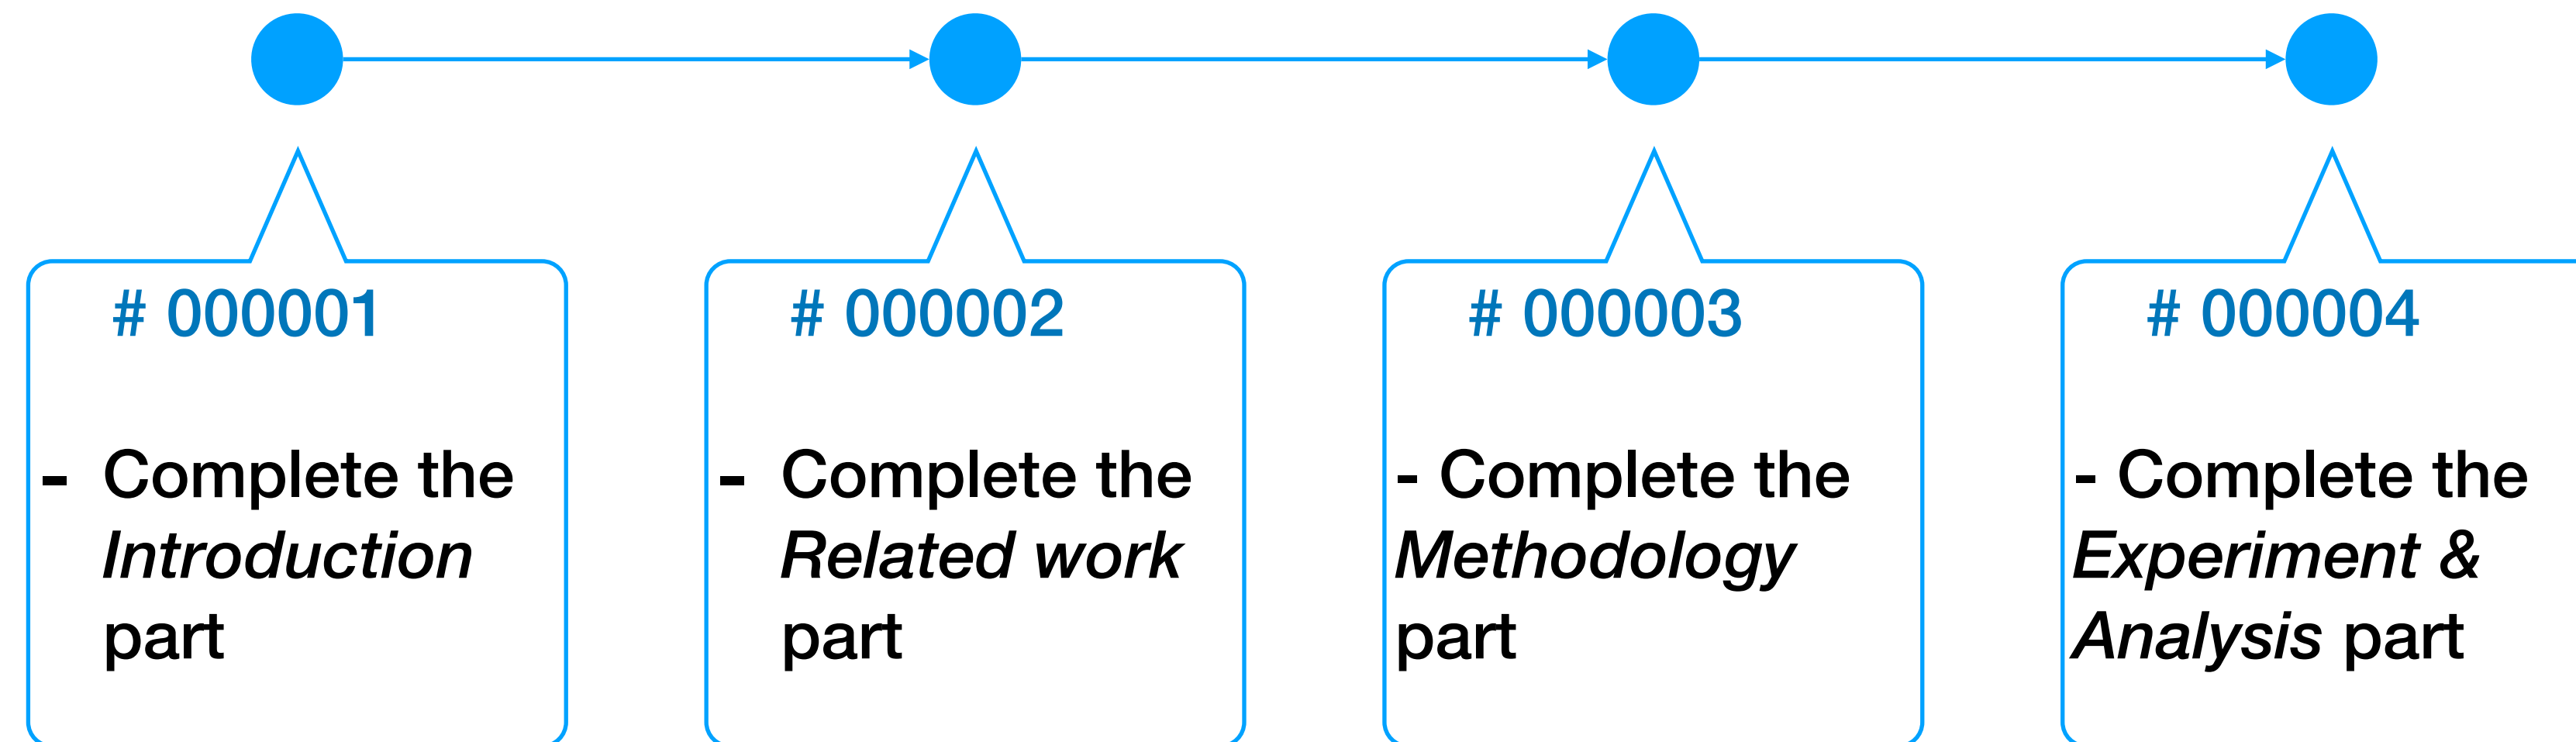 # 000001
- Complete the
Introduction
part
# 000002
- Complete the
Related work
part
# 000003
- Complete the
Methodology
part
# 000004
- Complete the
Experiment &
Analysis part